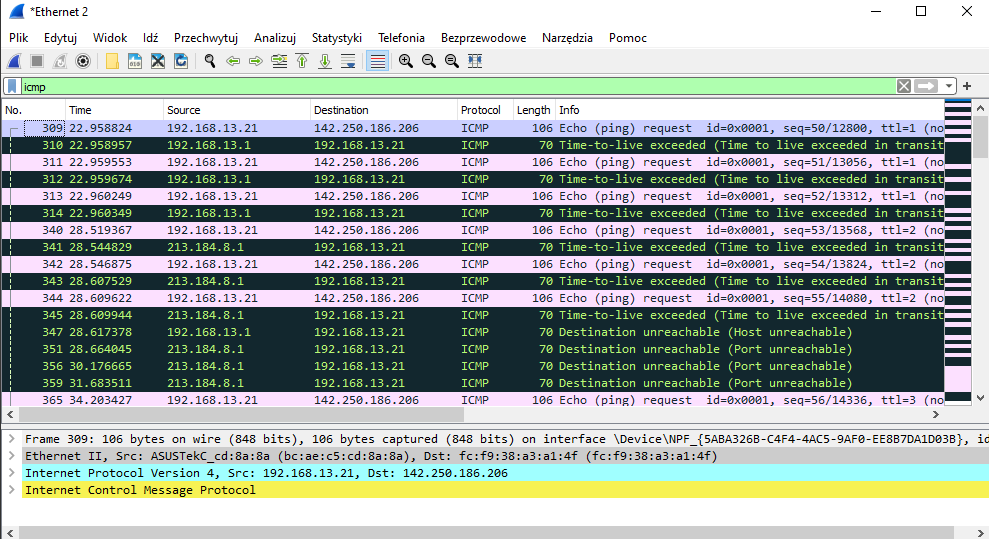 *Ethernet 2
Plik Edytuj Widok Idź Przechwytuj Analizuj Statystyki Telefonia Bezprzewodowe Narzędzia Pomoc
icmp
No. Time Source Destination Protocol Length Info
309 22.958824 192.168.13.21 142.250.186.206 ICMP 106 Echo (ping) request id=0x0001, seq=50/12800, ttl=1 (no
310 22.958957 192.168.13.1 192.168.13.21 ICMP 70 Time-to-live exceeded (Time to live exceeded in transit
311 22.959553 192.168.13.21 142.250.186.206 ICMP 106 Echo (ping) request id=0x0001, seq=51/13056, ttl=1 (no
312 22.959674 192.168.13.1 192.168.13.21 ICMP 70 Time-to-live exceeded (Time to live exceeded in transit
313 22.960249 192.168.13.21 142.250.186.206 ICMP 106 Echo (ping) request id=0x0001, seq=52/13312, ttl=1 (no
314 22.960349 192.168.13.1 192.168.13.21 ICMP 70 Time-to-live exceeded (Time to live exceeded in transit
340 28.519367 192.168.13.21 142.250.186.206 ICMP 106 Echo (ping) request id=0x0001, seq=53/13568, ttl=2 (no
341 28.544829 213.184.8.1 192.168.13.21 ICMP 70 Time-to-live exceeded (Time to live exceeded in transit
342 28.546875 192.168.13.21 142.250.186.206 ICMP 106 Echo (ping) request id=0x0001, seq=54/13824, ttl=2 (no
343 28.607529 213.184.8.1 192.168.13.21 ICMP 70 Time-to-live exceeded (Time to live exceeded in transit
344 28.609622 192.168.13.21 142.250.186.206 ICMP 106 Echo (ping) request id=0x0001, seq=55/14080, ttl=2 (no
345 28.609944 213.184.8.1 192.168.13.21 ICMP 70 Time-to-live exceeded (Time to live exceeded in transit
347 28.617378 192.168.13.1 192.168.13.21 ICMP 70 Destination unreachable (Host unreachable)
351 28.664045 213.184.8.1 192.168.13.21 ICMP 70 Destination unreachable (Port unreachable)
356 30.176665 213.184.8.1 192.168.13.21 ICMP 70 Destination unreachable (Port unreachable)
359 31.683511 213.184.8.1 192.168.13.21 ICMP 70 Destination unreachable (Port unreachable)
365 34.203427 192.168.13.21 142.250.186.206 ICMP 106 Echo (ping) request id=0x0001, seq=56/14336, ttl=3 (no
Frame 309: 106 bytes on wire (848 bits), 106 bytes captured (848 bits) on interface \Device\NPF_{5ABA326B-C4F4-4AC5-9AF0-EE8B7DA1D03B}, id
Ethernet II, Src: ASUSTekC_cd:8a:8a (bc:ae:c5:cd:8a:8a), Dst: fc:f9:38:a3:a1:4f (fc:f9:38:a3:a1:4f)
Internet Protocol Version 4, Src: 192.168.13.21, Dst: 142.250.186.206
Internet Control Message Protocol